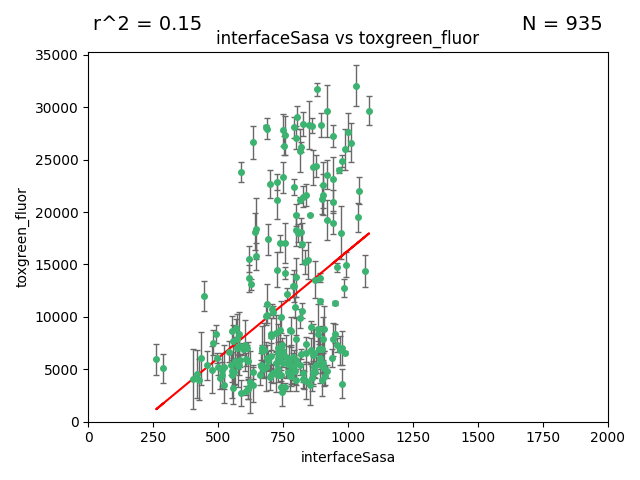 r^2 = 0.15
N = 935
interfaceSasa vs toxgreen_fluor
35000
30000
25000
20000
15000
10000
5000
0
toxgreen_fluor
0 250 500 750 1000 1250 1500 1750 2000
interfaceSasa